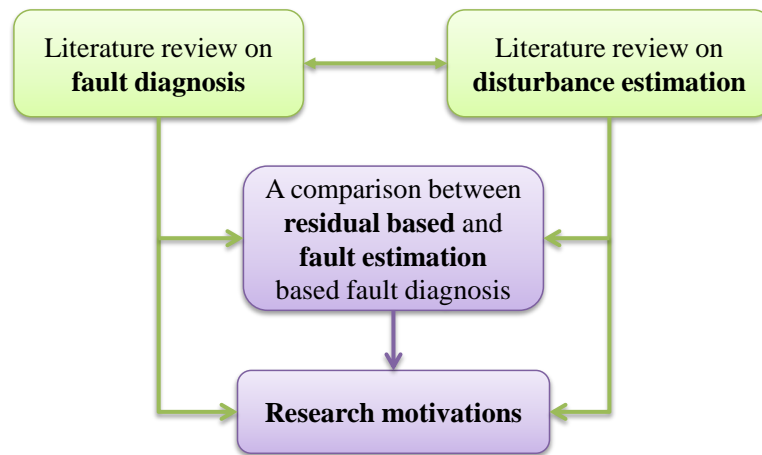 Literature review on
fault diagnosis
Literature review on
disturbance estimation
A comparison between
residual based and
fault estimation
based fault diagnosis
Research motivations